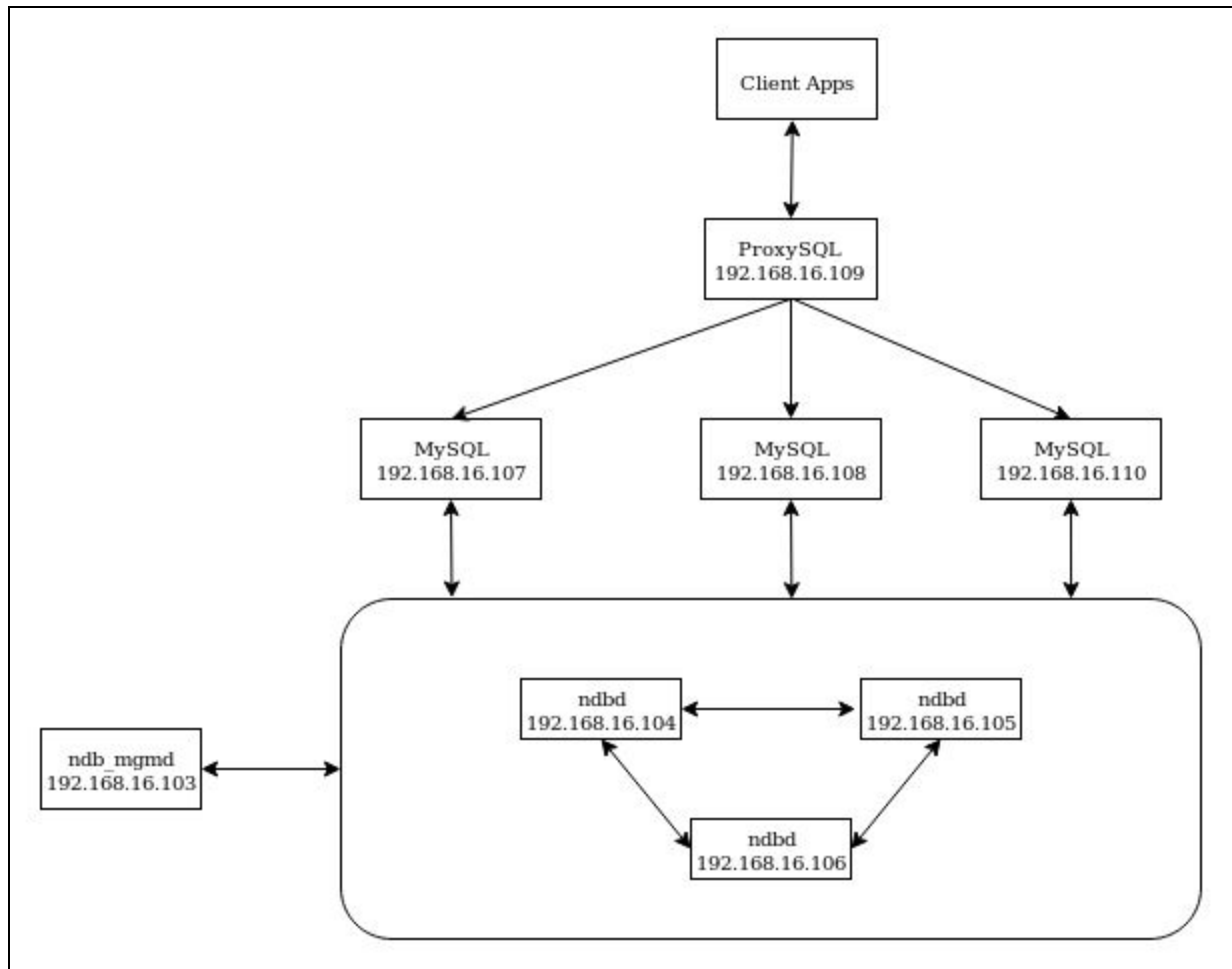 Client Apps
ProxySQL
192.168.16.109
MySQL
192.168.16.107
MySQL
192.168.16.108
MySQL
192.168.16.110
ndbd
192.168.16.104
ndbd
192.168.16.105
ndb_mgmd
192.168.16.103
ndbd
192.168.16.106